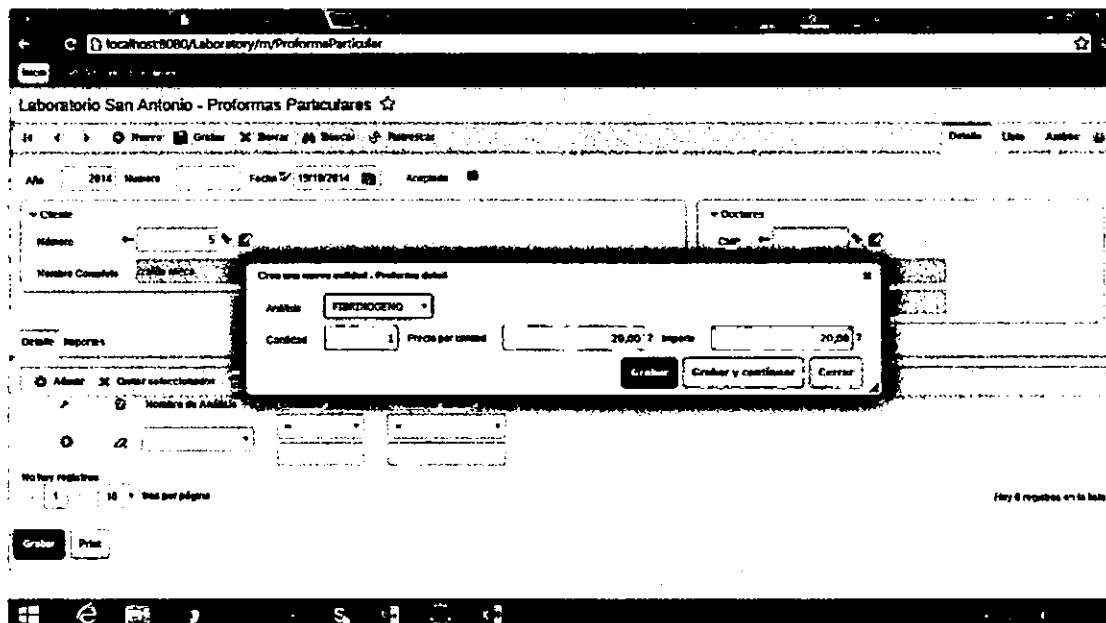 localhost:8080/Laboratory/m/ProformaParticular
Inicio
Laboratorio San Antonio - Proformas Particulares
Nuevo Grabar Borrar Buscar Refrescar Detalle Lista Ambos
Año 2014 Numero Fecha 19/10/2014 Aceptada
Cliente
Doctores
Número 5
CMP
Nombre Completo
Crea una nueva entidad - Proforma detail
Análisis FIBRINOGENO
Cantidad 1 Precio por unidad 20,00 ? Importe 20,00 ?
Detalle Importes
Grabar Grabar y continuar Cerrar
Añadir Quitar seleccionados
Nombre de Análisis
= =
No hay registros
1 10 filas por página
Hay 0 registros en la lista
Grabar Print